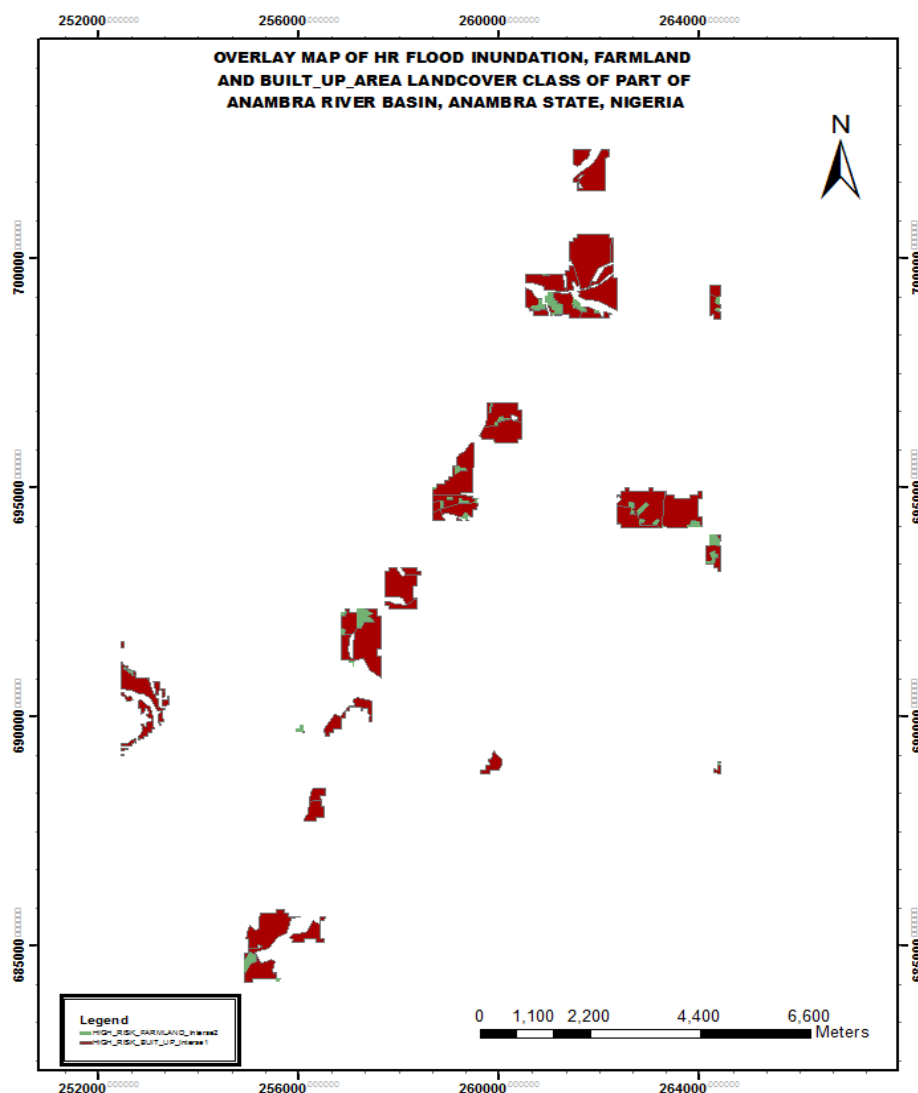 252000 256000 260000 264000
OVERLAY MAP OF HR FLOOD INUNDATION, FARMLAND
AND BUILT_UP_AREA LANDCOVER CLASS OF PART OF
ANAMBRA RIVER BASIN, ANAMBRA STATE, NIGERIA
N
700000 700000
695000 695000
690000 690000
685000 685000
Legend
HIGH_RISK_FARMLAND_Interse2
HIGH_RISK_BUIT_UP_Interse1
0 1,100 2,200 4,400 6,600
Meters
252000 256000 260000 264000